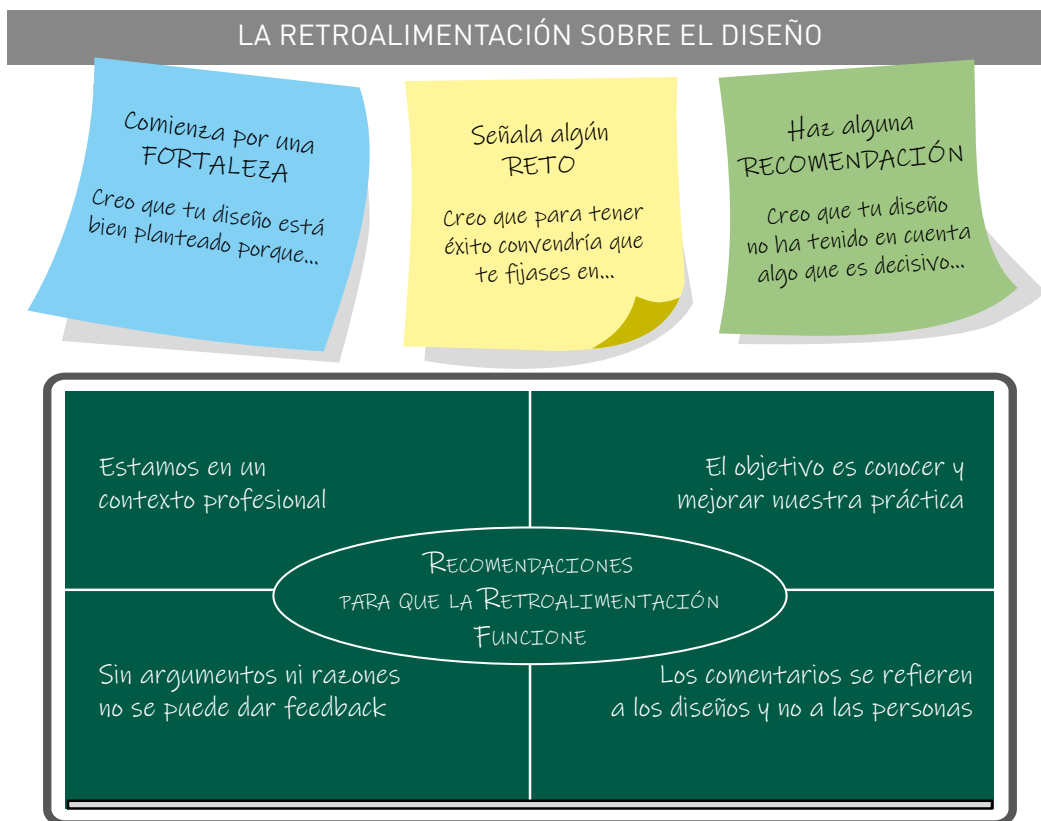 LA RETROALIMENTACIÓN SOBRE EL DISEÑO
Comienza por una
FORTALEZA
Creo que tu diseño está
bien planteado porque...
Señala algún
RETO
Creo que para tener
éxito convendría que
te fijases en...
Haz alguna
RECOMENDACIÓN
Creo que tu diseño
no ha tenido en cuenta
algo que es decisivo...
Estamos en un
contexto profesional
El objetivo es conocer y
mejorar nuestra práctica
RECOMENDACIONES
PARA QUE LA RETROALIMENTACIÓN
FUNCIONE
Sin argumentos ni razones
no se puede dar feedback
Los comentarios se refieren
a los diseños y no a las personas